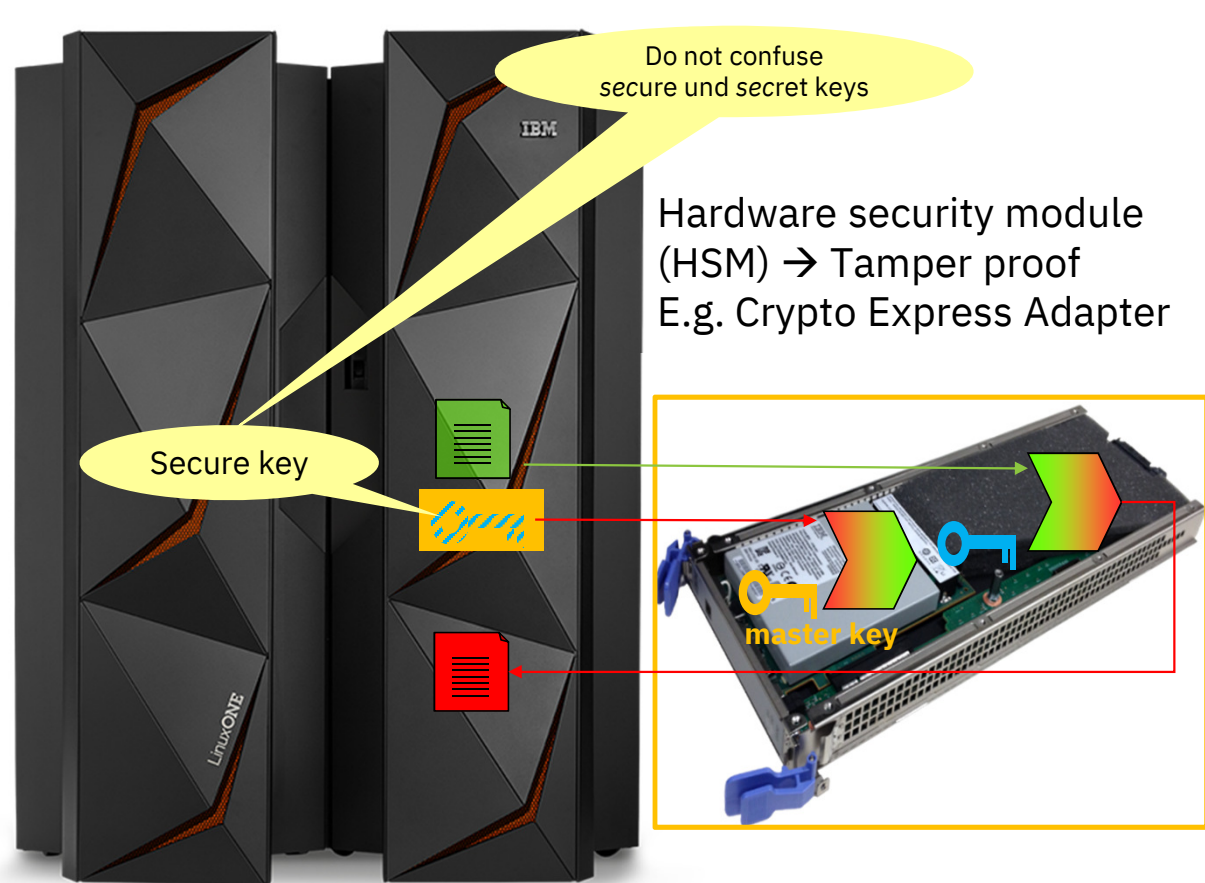 Do not confuse
secure und secret keys
IBM
Hardware security module
(HSM) → Tamper proof
E.g. Crypto Express Adapter
Secure key
master key
LinuxONE